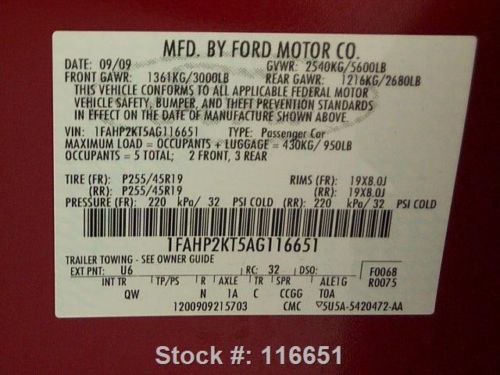 MFD. BY FORD MOTOR CO.
DATE: 09/09 GVWR: 2540KG/5600LB
FRONT GAWR: 1361KG/3000LB REAR GAWR: 1216KG/2680LB
THIS VEHICLE CONFORMS TO ALL APPLICABLE FEDERAL MOTOR
VEHICLE SAFETY, BUMPER, AND THEFT PREVENTION STANDARDS
IN EFFECT ON THE DATE OF MANUFACTURE SHOWN ABOVE.
VIN: 1FAHP2KT5AG116651 TYPE: Passenger Car
MAXIMUM LOAD = OCCUPANTS + LUGGAGE = 430KG/ 950LB
OCCUPANTS = 5 TOTAL; 2 FRONT, 3 REAR
TIRE (FR): P255/45R19 RIMS (FR): 19X8.0J
(RR): P255/45R19 (RR): 19X8.0J
PRESSURE (FR): 220 kPa/ 32 PSI COLD (RR): 220 kPa/ 32 PSI COLD
1FAHP2KT5AG116651
TRAILER TOWING - SEE OWNER GUIDE
EXT PNT: U6 RC: 32 DSO: F0068
R0075
INT TR TP/PS R AXLE TR SPR ALE1G
QW N 1A C CCGG TOA
1200909215703 CMC 5U5A-5420472-AA
Stock #: 116651